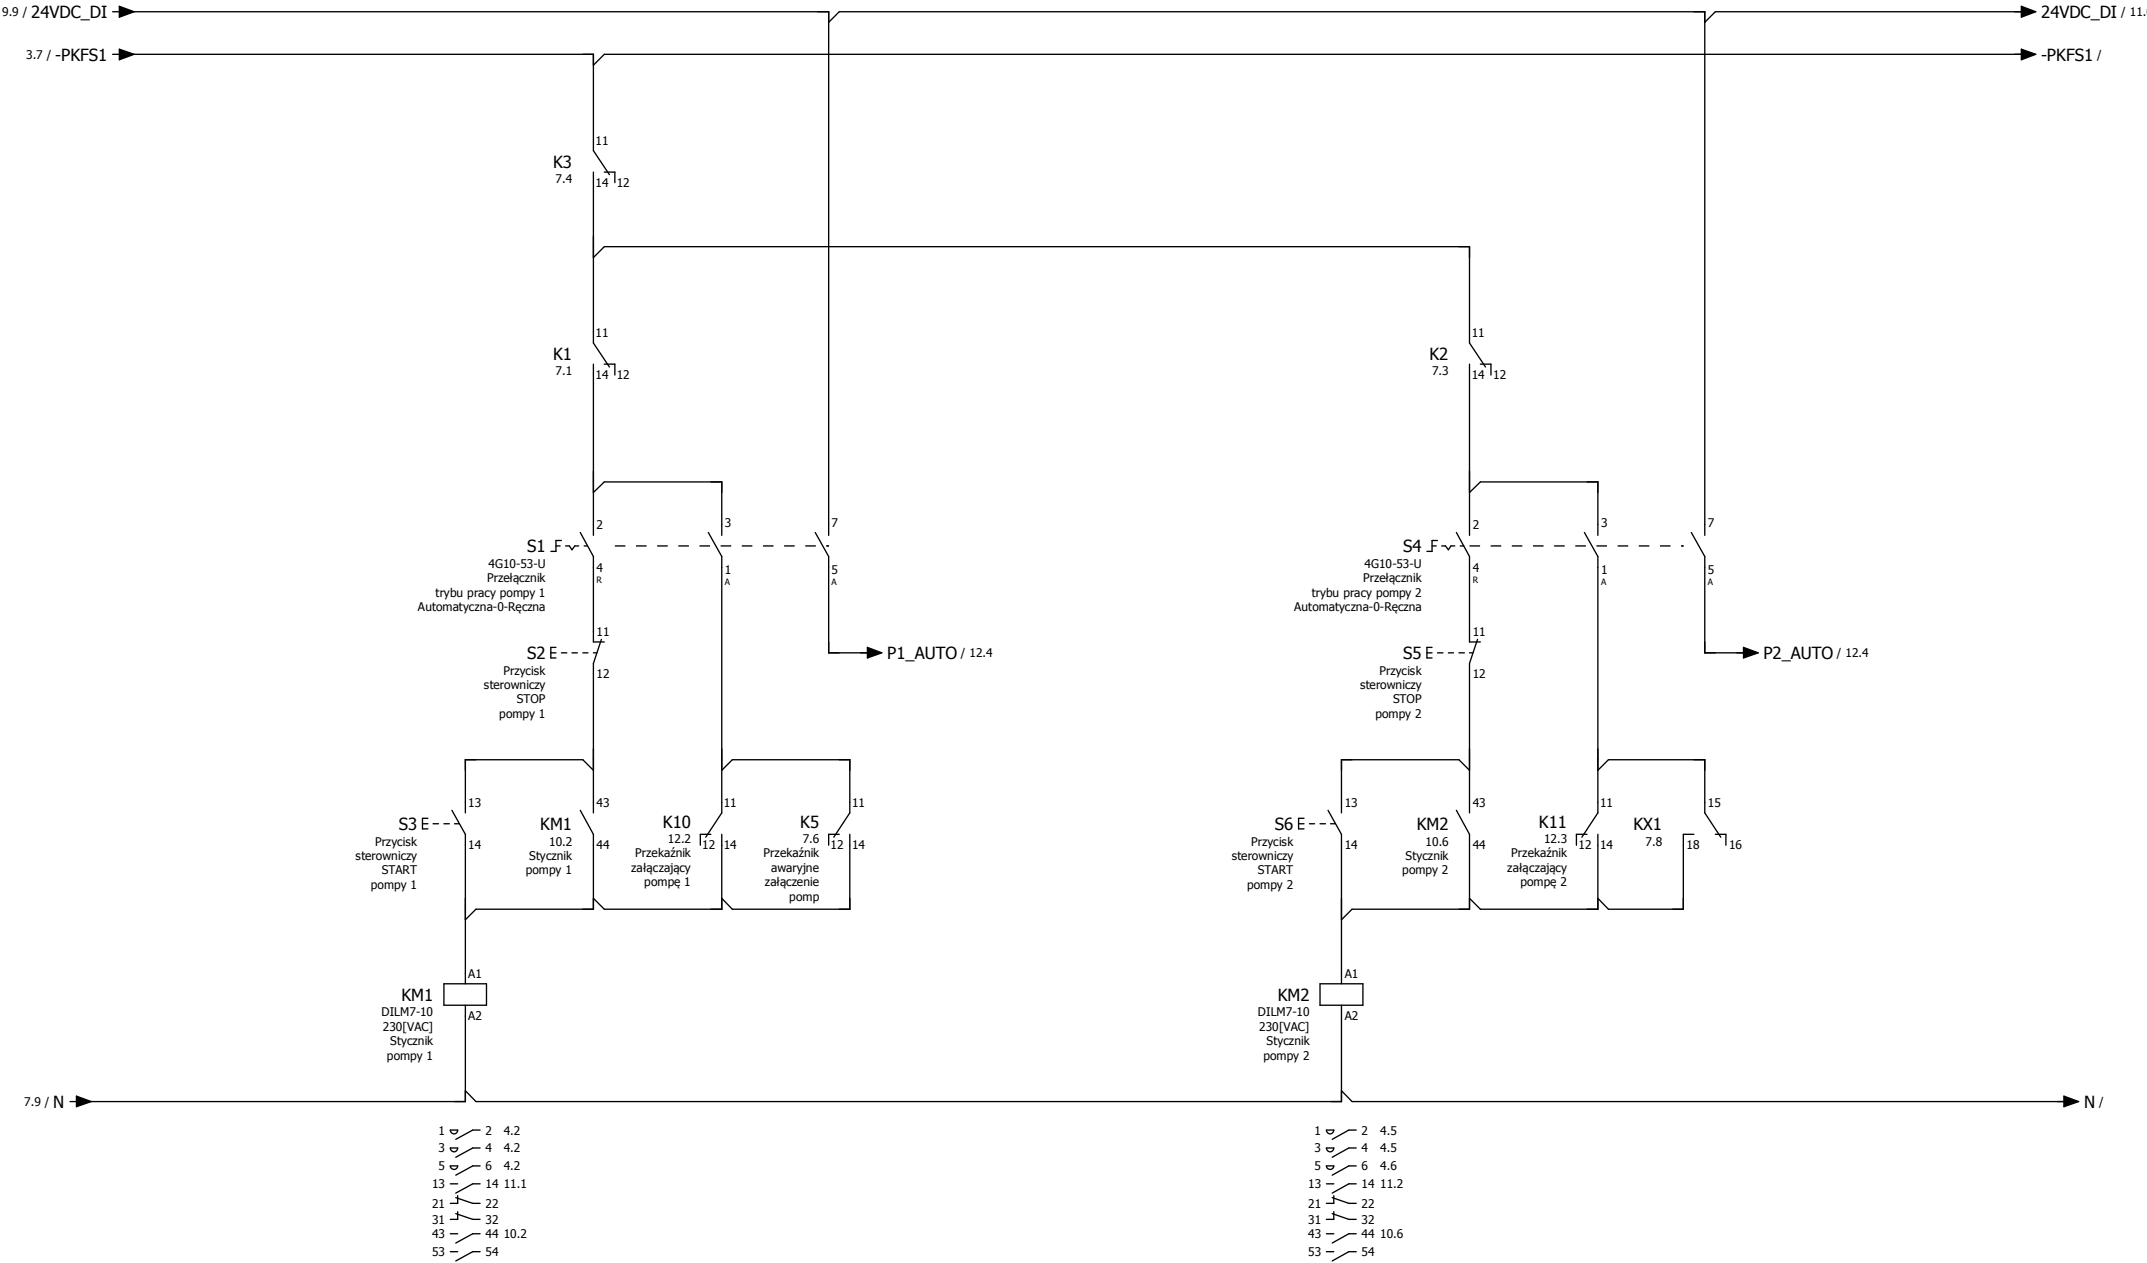 9.9 / 24VDC_DI
24VDC_DI / 11.
3.7 / -PKFS1
-PKFS1 /
11
K3
7.4
14 12
11
K1
7.1
14 12
11
K2
7.3
14 12
2
3
7
S1
4G10-53-U
Przełącznik
trybu pracy pompy 1
Automatyczna-0-Ręczna
4
R
1
A
5
A
2
3
7
S4
4G10-53-U
Przełącznik
trybu pracy pompy 2
Automatyczna-0-Ręczna
4
R
1
A
5
A
11
S2
Przycisk
sterowniczy
STOP
pompy 1
12
P1_AUTO / 12.4
11
S5
Przycisk
sterowniczy
STOP
pompy 2
12
P2_AUTO / 12.4
13
S3
Przycisk
sterowniczy
START
pompy 1
14
43
KM1
10.2
Stycznik
pompy 1
44
11
K10
12.2
Przekaźnik
załączający
pompę 1
12 14
11
K5
7.6
Przekaźnik
awaryjne
załączenie
pomp
12 14
13
S6
Przycisk
sterowniczy
START
pompy 2
14
43
KM2
10.6
Stycznik
pompy 2
44
11
K11
12.3
Przekaźnik
załączający
pompę 2
12 14
15
KX1
7.8
18 16
A1
KM1
DILM7-10
230[VAC]
Stycznik
pompy 1
A2
A1
KM2
DILM7-10
230[VAC]
Stycznik
pompy 2
A2
7.9 / N
N /
1 2 4.2
3 4 4.2
5 6 4.2
13 14 11.1
21 22
31 32
43 44 10.2
53 54
1 2 4.5
3 4 4.5
5 6 4.6
13 14 11.2
21 22
31 32
43 44 10.6
53 54